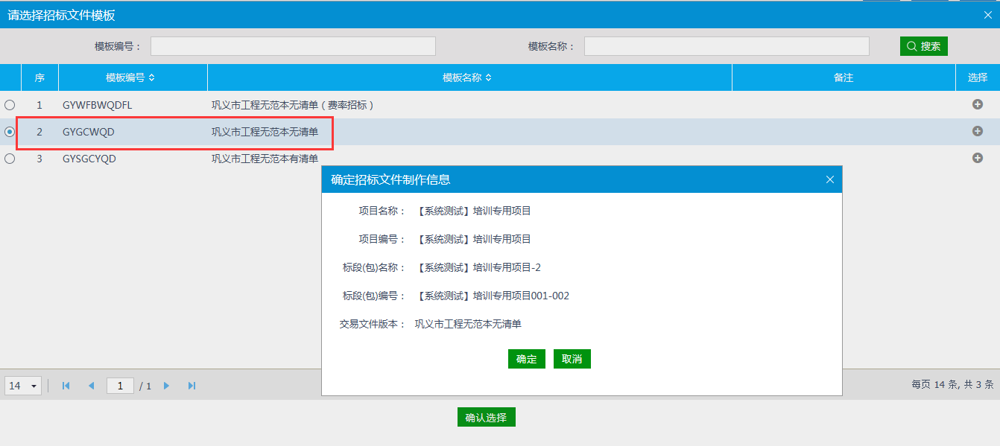 请选择招标文件模板
模板编号： 模板名称： 搜索
序 模板编号 模板名称 备注 选择
1 GYWFBWQDFL 巩义市工程无范本无清单（费率招标）
2 GYGCWQD 巩义市工程无范本无清单
3 GYSGCYQD 巩义市工程无范本有清单
确定招标文件制作信息
项目名称： 【系统测试】培训专用项目
项目编号： 【系统测试】培训专用项目
标段(包)名称： 【系统测试】培训专用项目-2
标段(包)编号： 【系统测试】培训专用项目001-002
交易文件版本： 巩义市工程无范本无清单
确定 取消
14 1 / 1 每页 14 条, 共 3 条
确认选择